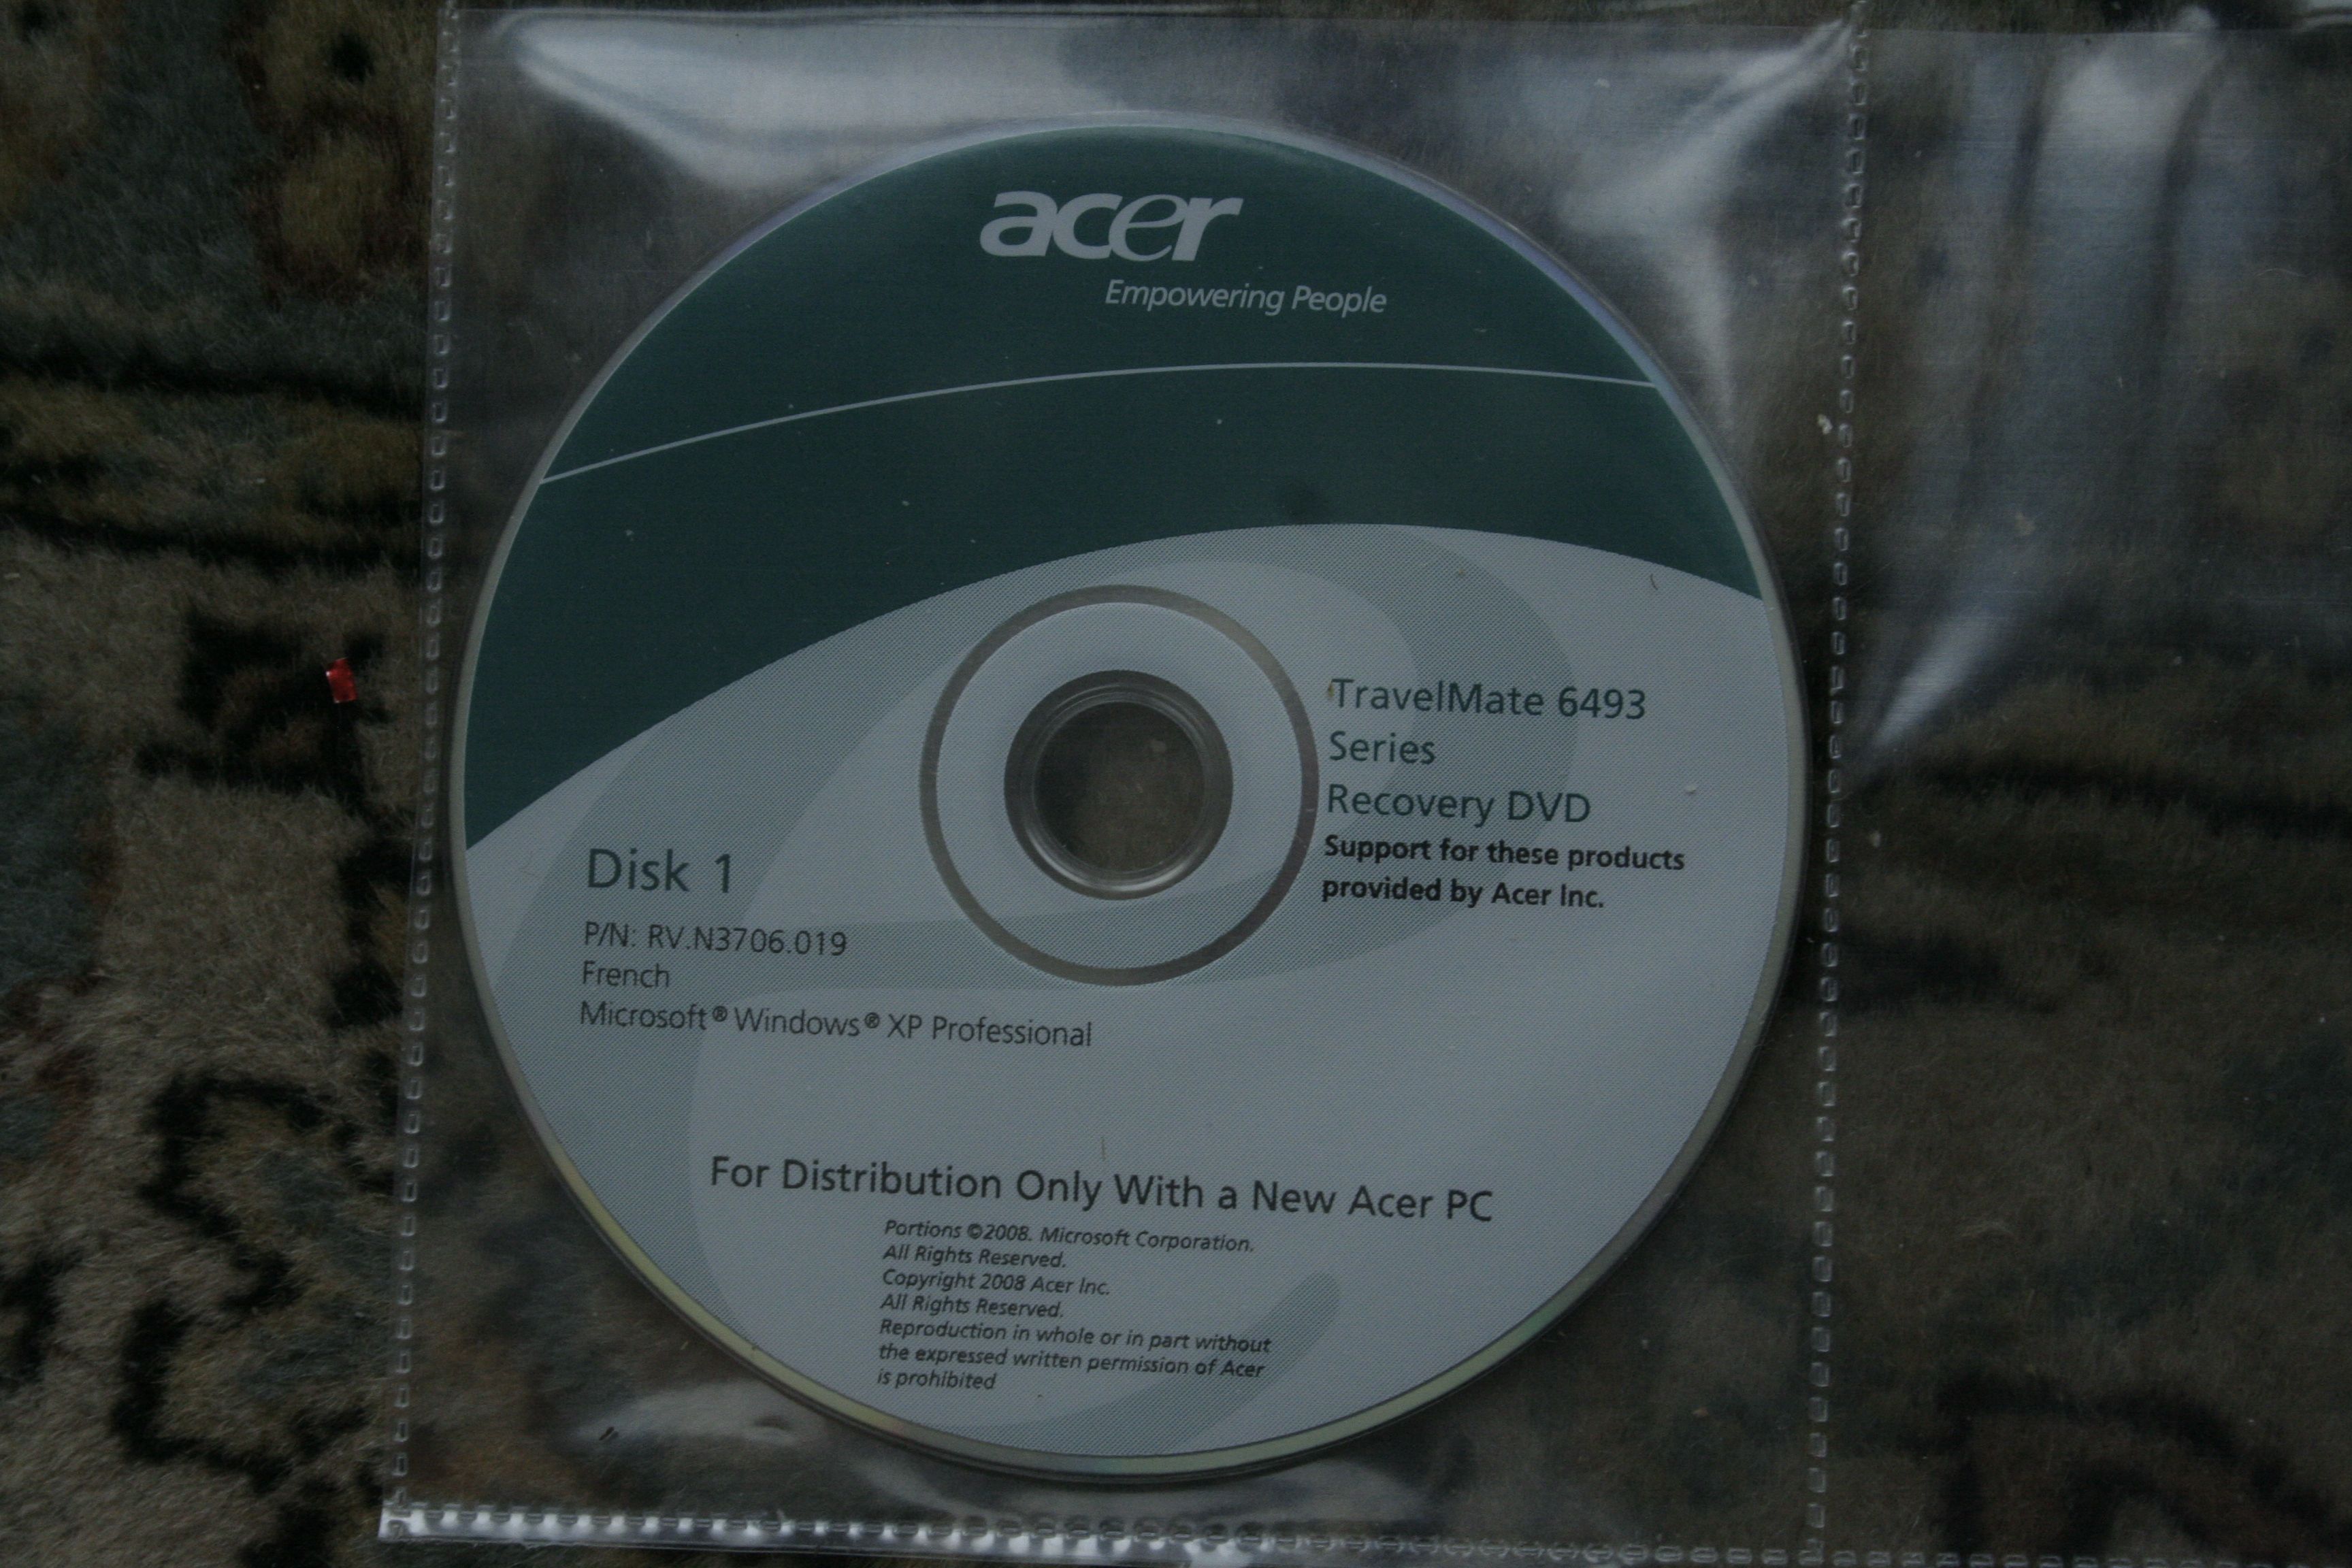 acer
Empowering People
TravelMate 6493
Series
Recovery DVD
Support for these products
provided by Acer Inc.
Disk 1
P/N: RV.N3706.019
French
Microsoft® Windows® XP Professional
For Distribution Only With a New Acer PC
Portions ©2008. Microsoft Corporation.
All Rights Reserved.
Copyright 2008 Acer Inc.
All Rights Reserved.
Reproduction in whole or in part without
the expressed written permission of Acer
is prohibited